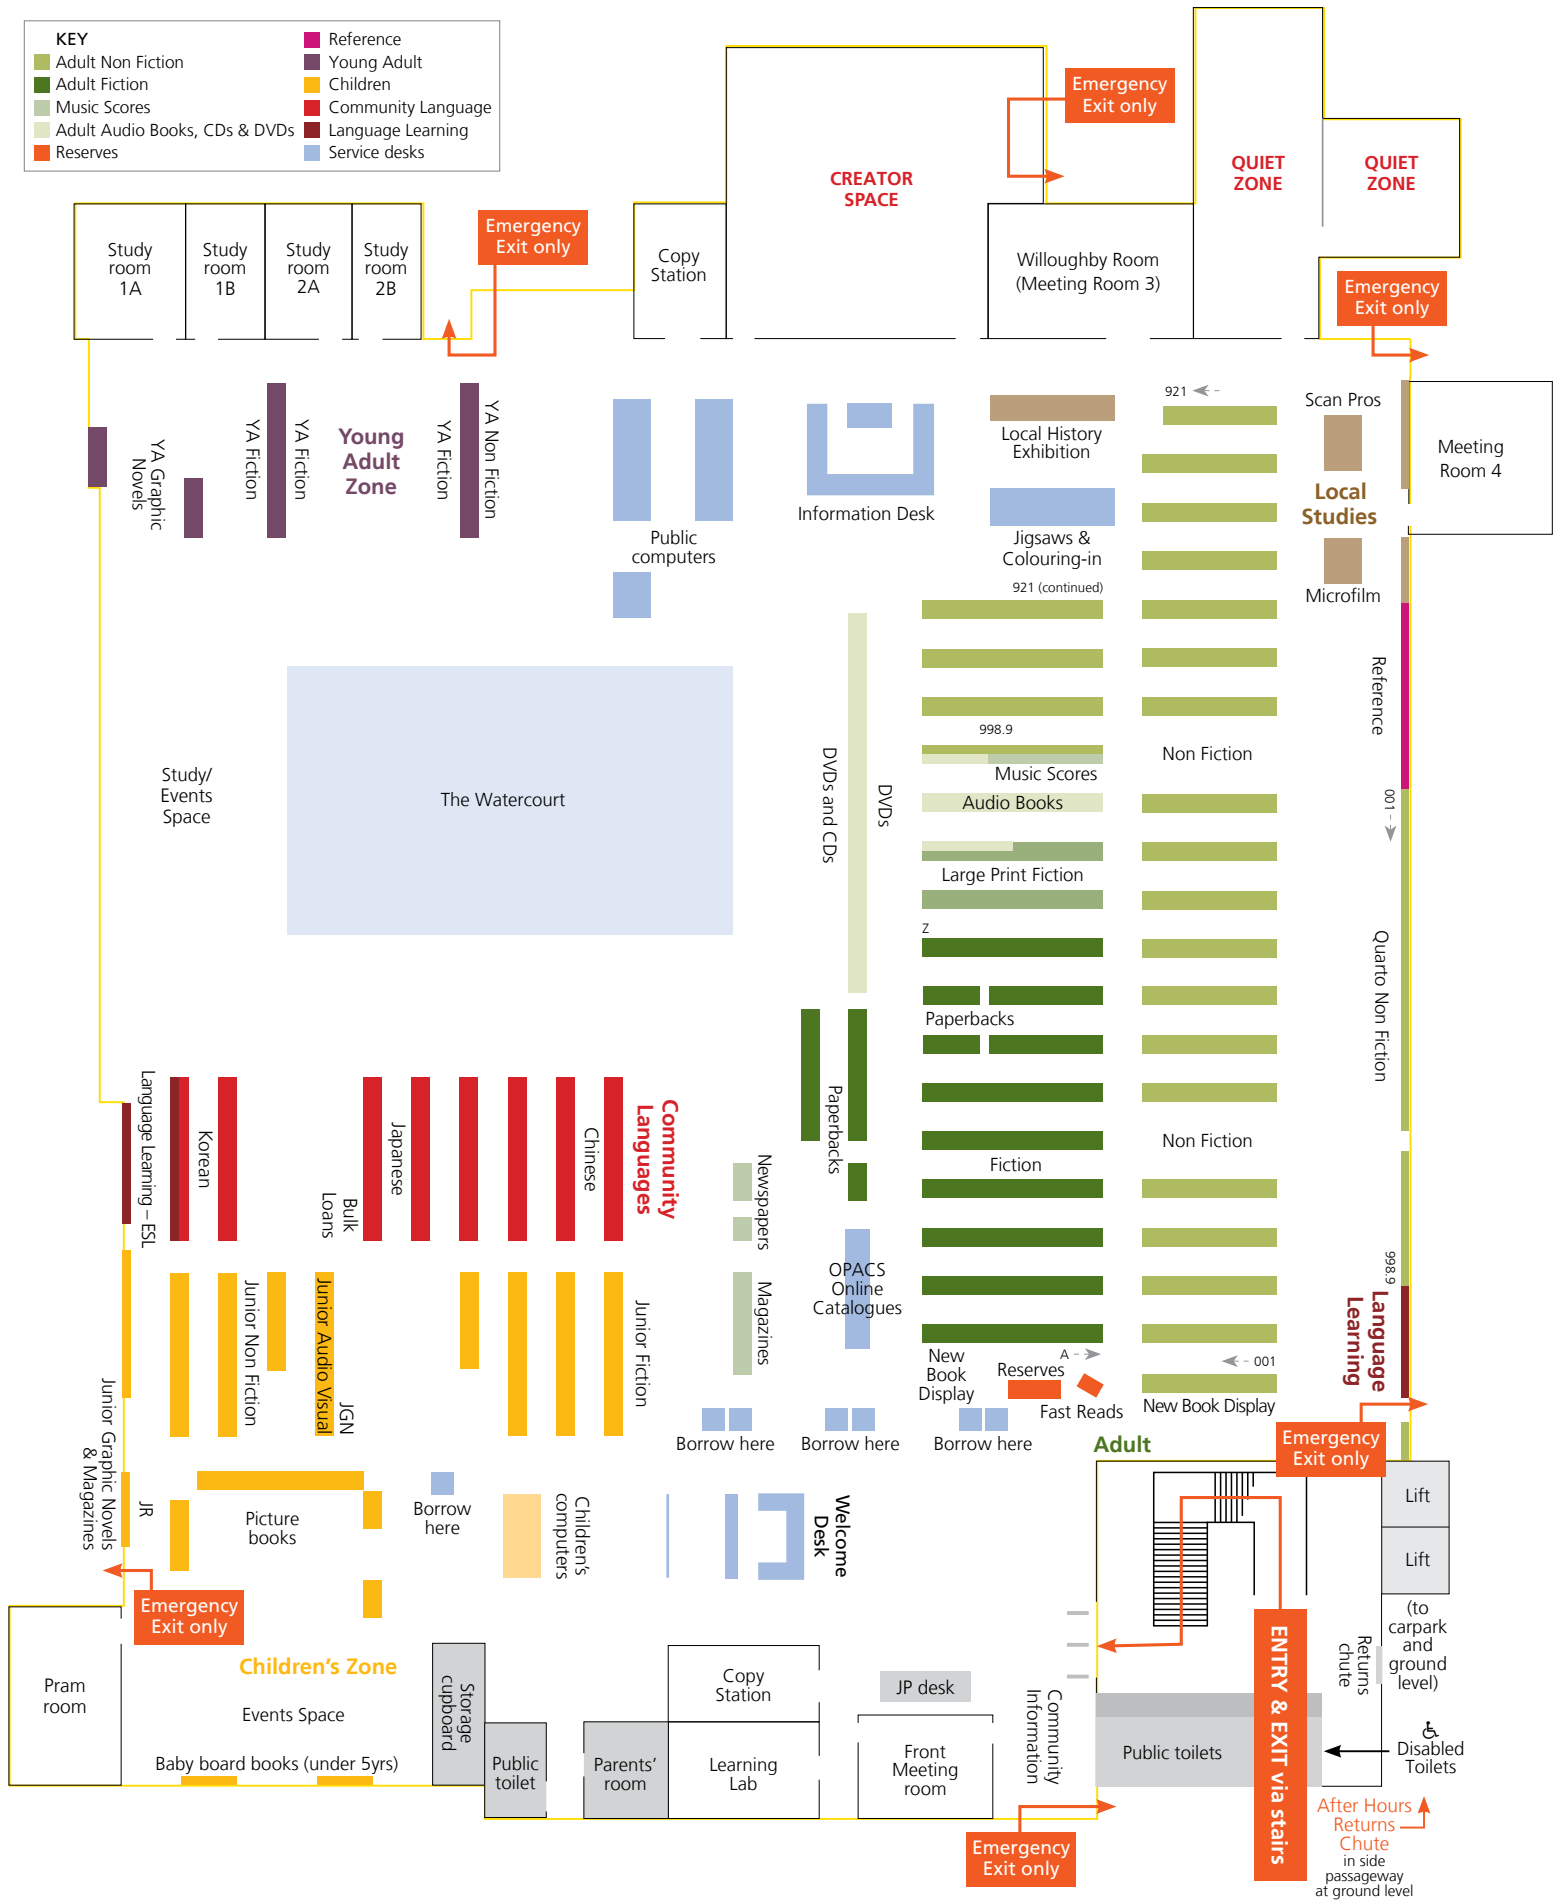 KEY
Adult Non Fiction
Adult Fiction
Music Scores
Adult Audio Books, CDs & DVDs
Reserves
Reference
Young Adult
Children
Community Language
Language Learning
Service desks
Emergency
Exit only
CREATOR
SPACE
QUIET
ZONE
QUIET
ZONE
Study
room
1A
Study
room
1B
Study
room
2A
Study
room
2B
Emergency
Exit only
Copy
Station
Willoughby Room
(Meeting Room 3)
Emergency
Exit only
YA Graphic
Novels
YA Fiction
YA Fiction
Young
Adult
Zone
YA Fiction
YA Non Fiction
Public
computers
Information Desk
Local History
Exhibition
Jigsaws &
Colouring-in
921
921 (continued)
Scan Pros
Local
Studies
Microfilm
Meeting
Room 4
Reference
Study/
Events
Space
The Watercourt
DVDs and CDs
DVDs
998.9
Music Scores
Audio Books
Large Print Fiction
Non Fiction
001
Z
Paperbacks
Quarto Non Fiction
Language Learning – ESL
Korean
Bulk
Loans
Japanese
Chinese
Community
Languages
Newspapers
Paperbacks
Fiction
Non Fiction
998.9
Language
Learning
Junior Non Fiction
Junior Audio Visual
JGN
Junior Fiction
Magazines
OPACS
Online
Catalogues
New
Book
Display
A
Reserves
Fast Reads
001
New Book Display
Junior Graphic Novels
& Magazines
JR
Picture
books
Borrow
here
Children's
computers
Borrow here
Borrow here
Borrow here
Welcome
Desk
Adult
Emergency
Exit only
Lift
Lift
(to
carpark
and
ground
level)
Returns
chute
ENTRY & EXIT via stairs
Emergency
Exit only
Pram
room
Children's Zone
Events Space
Baby board books (under 5yrs)
Storage
cupboard
Public
toilet
Parents'
room
Copy
Station
Learning
Lab
JP desk
Front
Meeting
room
Community
Information
Public toilets
Disabled
Toilets
Emergency
Exit only
After Hours
Returns
Chute
in side
passageway
at ground level